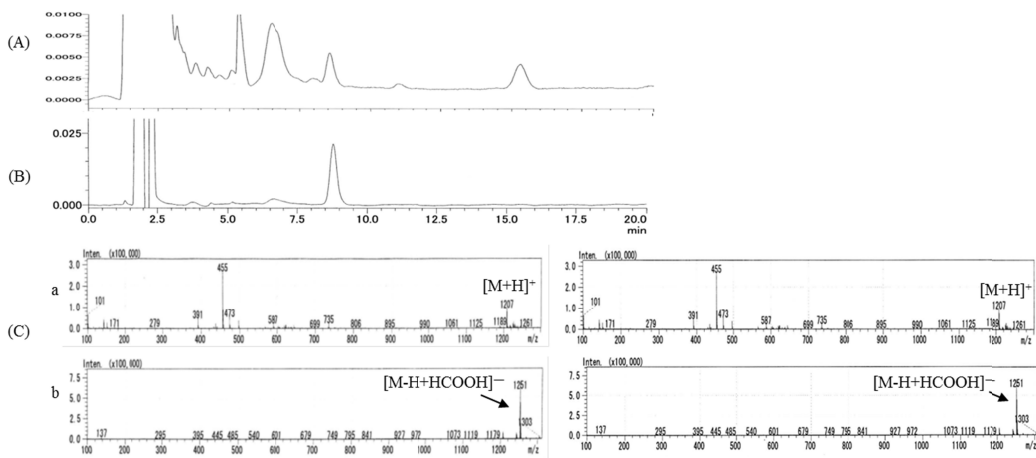 0.0100
0.0075
(A)
0.0050
0.0025
0.0000
0.025
(B)
0.000
0.0 2.5 5.0 7.5 10.0 12.5 15.0 17.5 20.0
min
Inten. (x100,000) Inten. (x100,000)
a 3.0 455 [M+H]+ 3.0 455 [M+H]+
2.0 2.0
1.0 101 171 279 391 473 587 699 735 806 895 990 1061 1125 1189 1207 1261 1.0 101 171 279 391 473 587 699 735 806 895 990 1061 1125 1189 1207 1261
0.0 0.0
(C) 100 200 300 400 500 600 700 800 900 1000 1100 1200 m/z 100 200 300 400 500 600 700 800 900 1000 1100 1200 m/z
Inten. (x100,000) Inten. (x100,000)
b 7.5 [M-H+HCOOH]− 1251 7.5 [M-H+HCOOH]− 1251
5.0 5.0
2.5 1303 2.5 1303
0.0 137 295 395 445 485 540 601 679 749 795 841 927 972 1073 1119 1179 0.0 137 295 395 445 485 540 601 679 749 795 841 927 972 1073 1119 1179
100 200 300 400 500 600 700 800 900 1000 1100 1200 m/z 100 200 300 400 500 600 700 800 900 1000 1100 1200 m/z